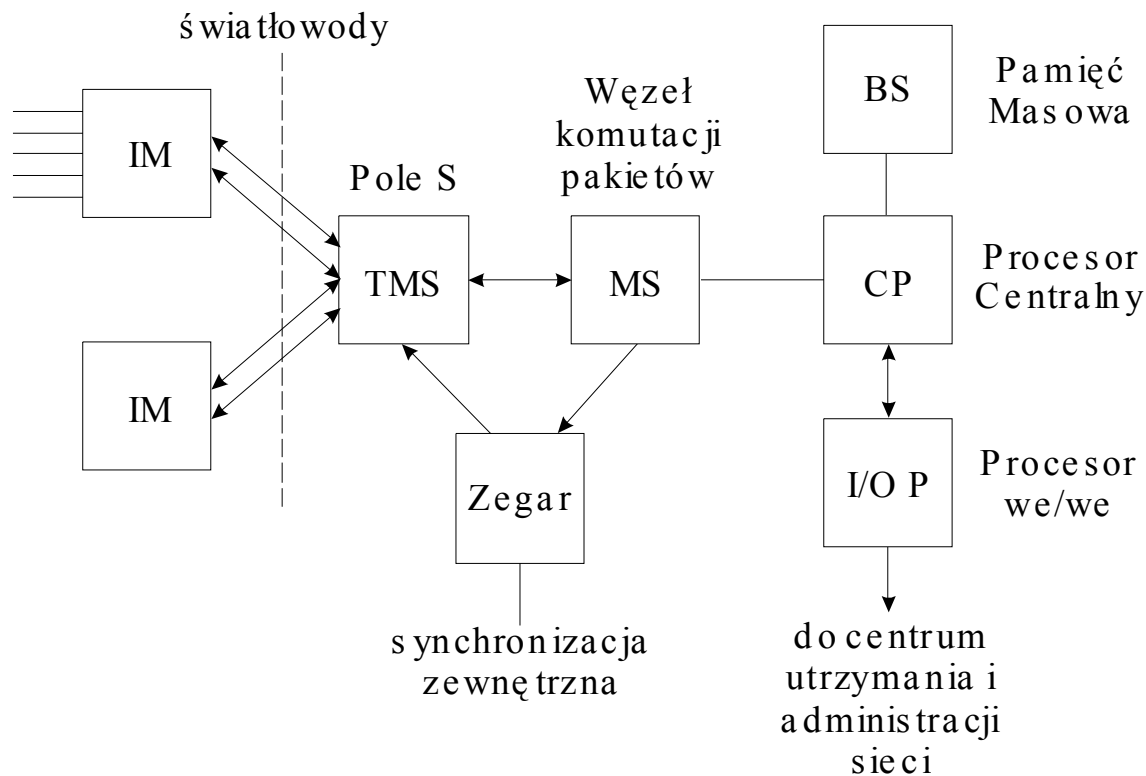 światłowody
IM
IM
Pole S
TMS
Węzeł
komutacji
pakietów
MS
Zegar
synchronizacja
zewnętrzna
BS
Pamięć
Masowa
CP
Procesor
Centralny
I/O P
Procesor
we/we
do centrum
utrzymania i
administracji
sieci